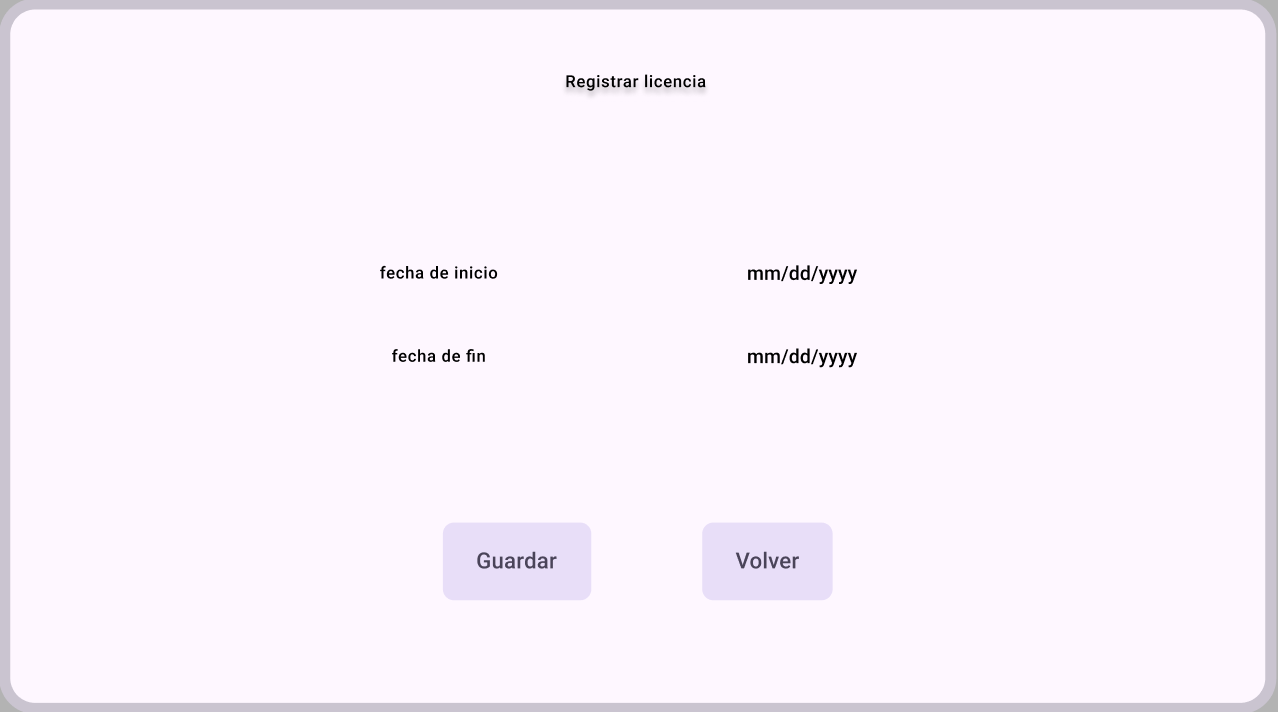 Registrar licencia
fecha de inicio mm/dd/yyyy
fecha de fin mm/dd/yyyy
Guardar Volver